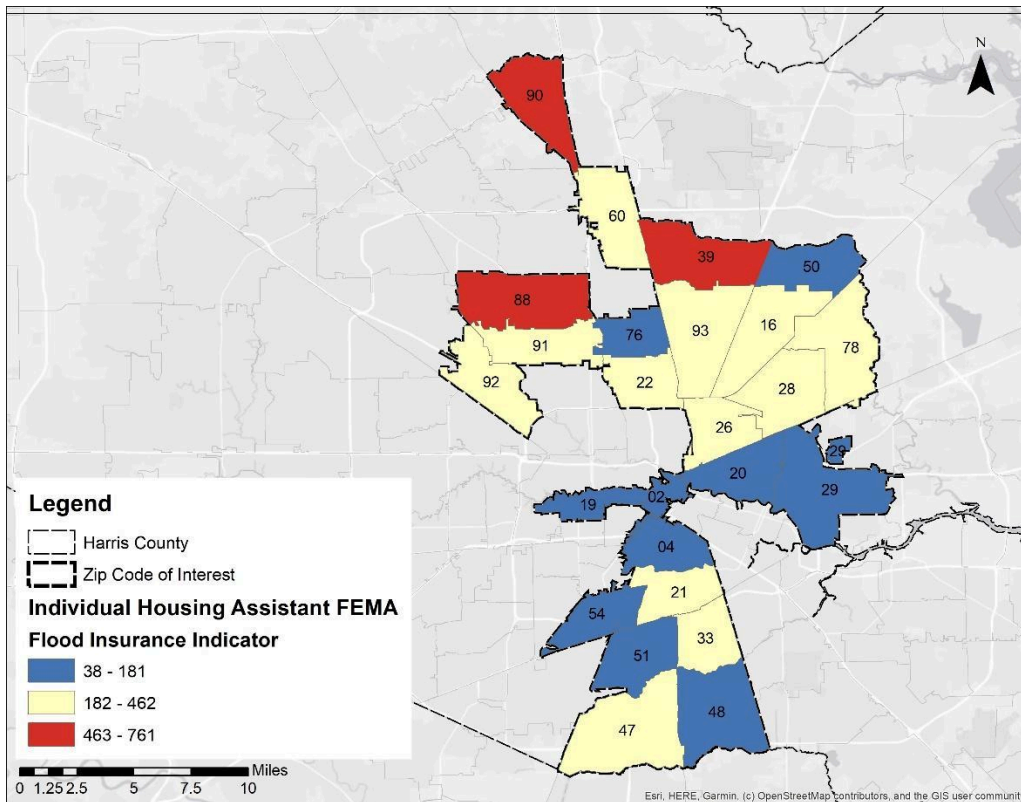 N
90
60
39
50
88
76
93
16
78
91
22
28
92
26
29
20
29
19
02
04
21
54
33
51
47
48
Legend
Harris County
Zip Code of Interest
Individual Housing Assistant FEMA
Flood Insurance Indicator
38 - 181
182 - 462
463 - 761
Miles
0 1.25 2.5 5 7.5 10
Esri, HERE, Garmin, (c) OpenStreetMap contributors, and the GIS user communit